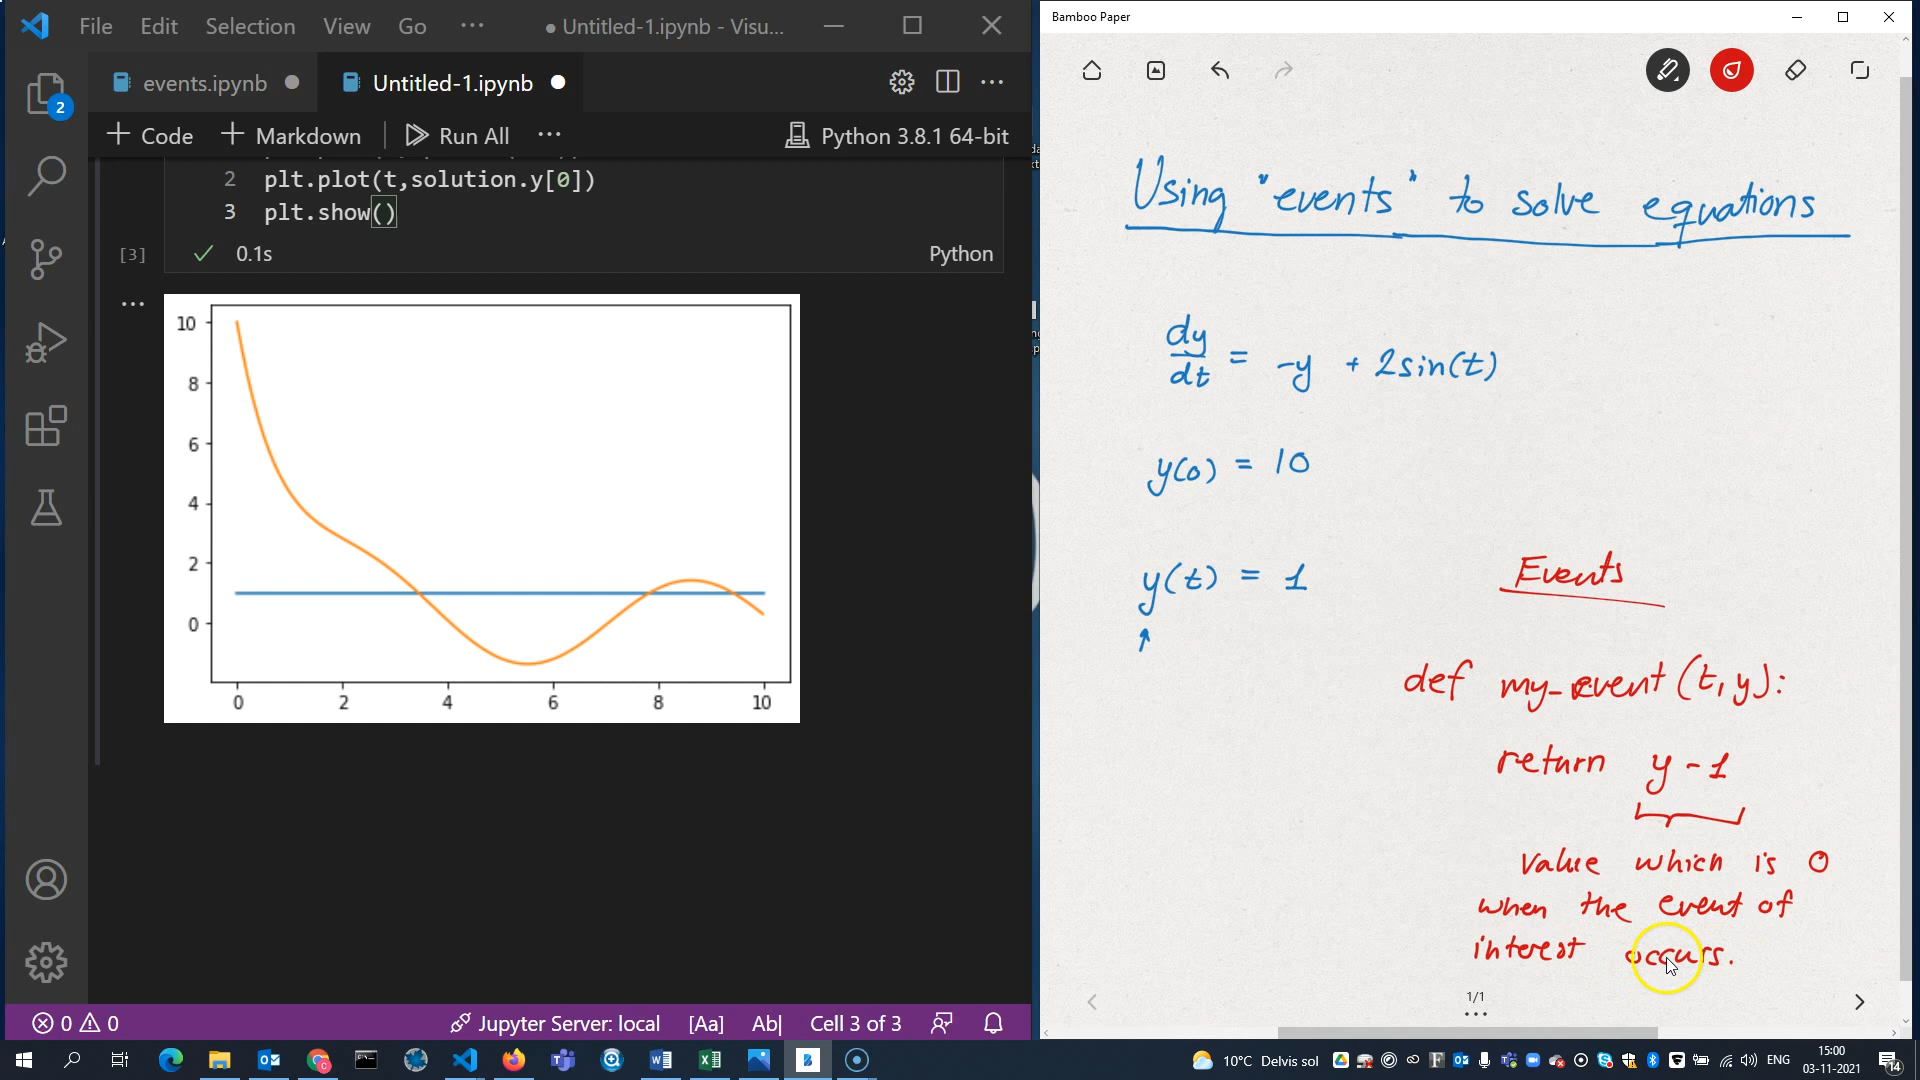 File Edit Selection View Go ··· ● Untitled-1.ipynb - Visu...
events.ipynb ● Untitled-1.ipynb ●
+ Code + Markdown Run All ··· Python 3.8.1 64-bit
2 plt.plot(t,solution.y[0])
3 plt.show()
[3] ✓ 0.1s Python
10
8
6
4
2
0
0 2 4 6 8 10
2
0 0 Jupyter Server: local [Aa] Ab| Cell 3 of 3
Bamboo Paper
Using "events" to solve equations
dy/dt = -y + 2sin(t)
y(0) = 10
y(t) = 1
Events
def my_event (t, y):
return y - 1
Value which is 0
when the event of
interest occurs.
1/1
10°C Delvis sol ENG 15:00
03-11-2021
14